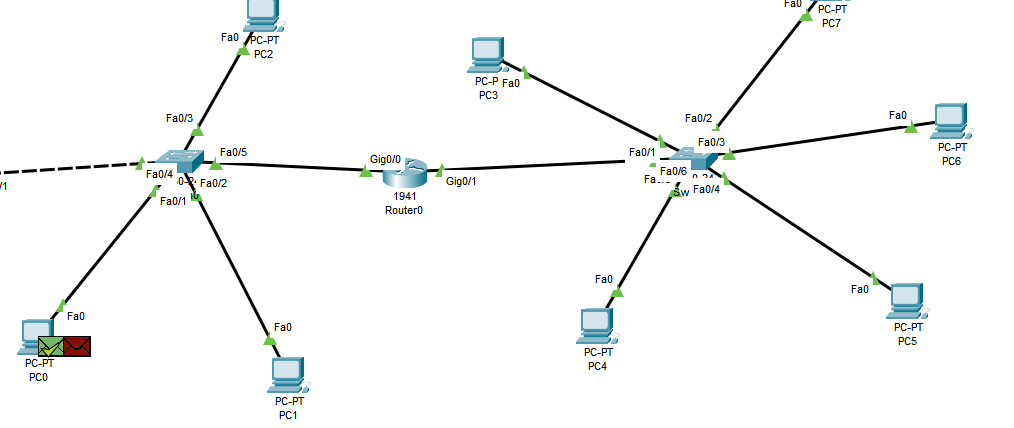 Fa0
PC-PT
PC7
Fa0
PC-PT
PC2
PC-P
Fa0
PC3
Fa0/3
Fa0/2
Fa0
Fa0/5
Fa0/1
Fa0/3
PC-PT
PC6
Gig0/0
Fa0/4
Fa0/2
Gig0/1
Fa0/6
Fa0/4
/1
Fa0/1
1941
Router0
Sw
Fa0
Fa0
Fa0
Fa0
PC-PT
PC5
PC-PT
PC4
PC-PT
PC0
PC-PT
PC1